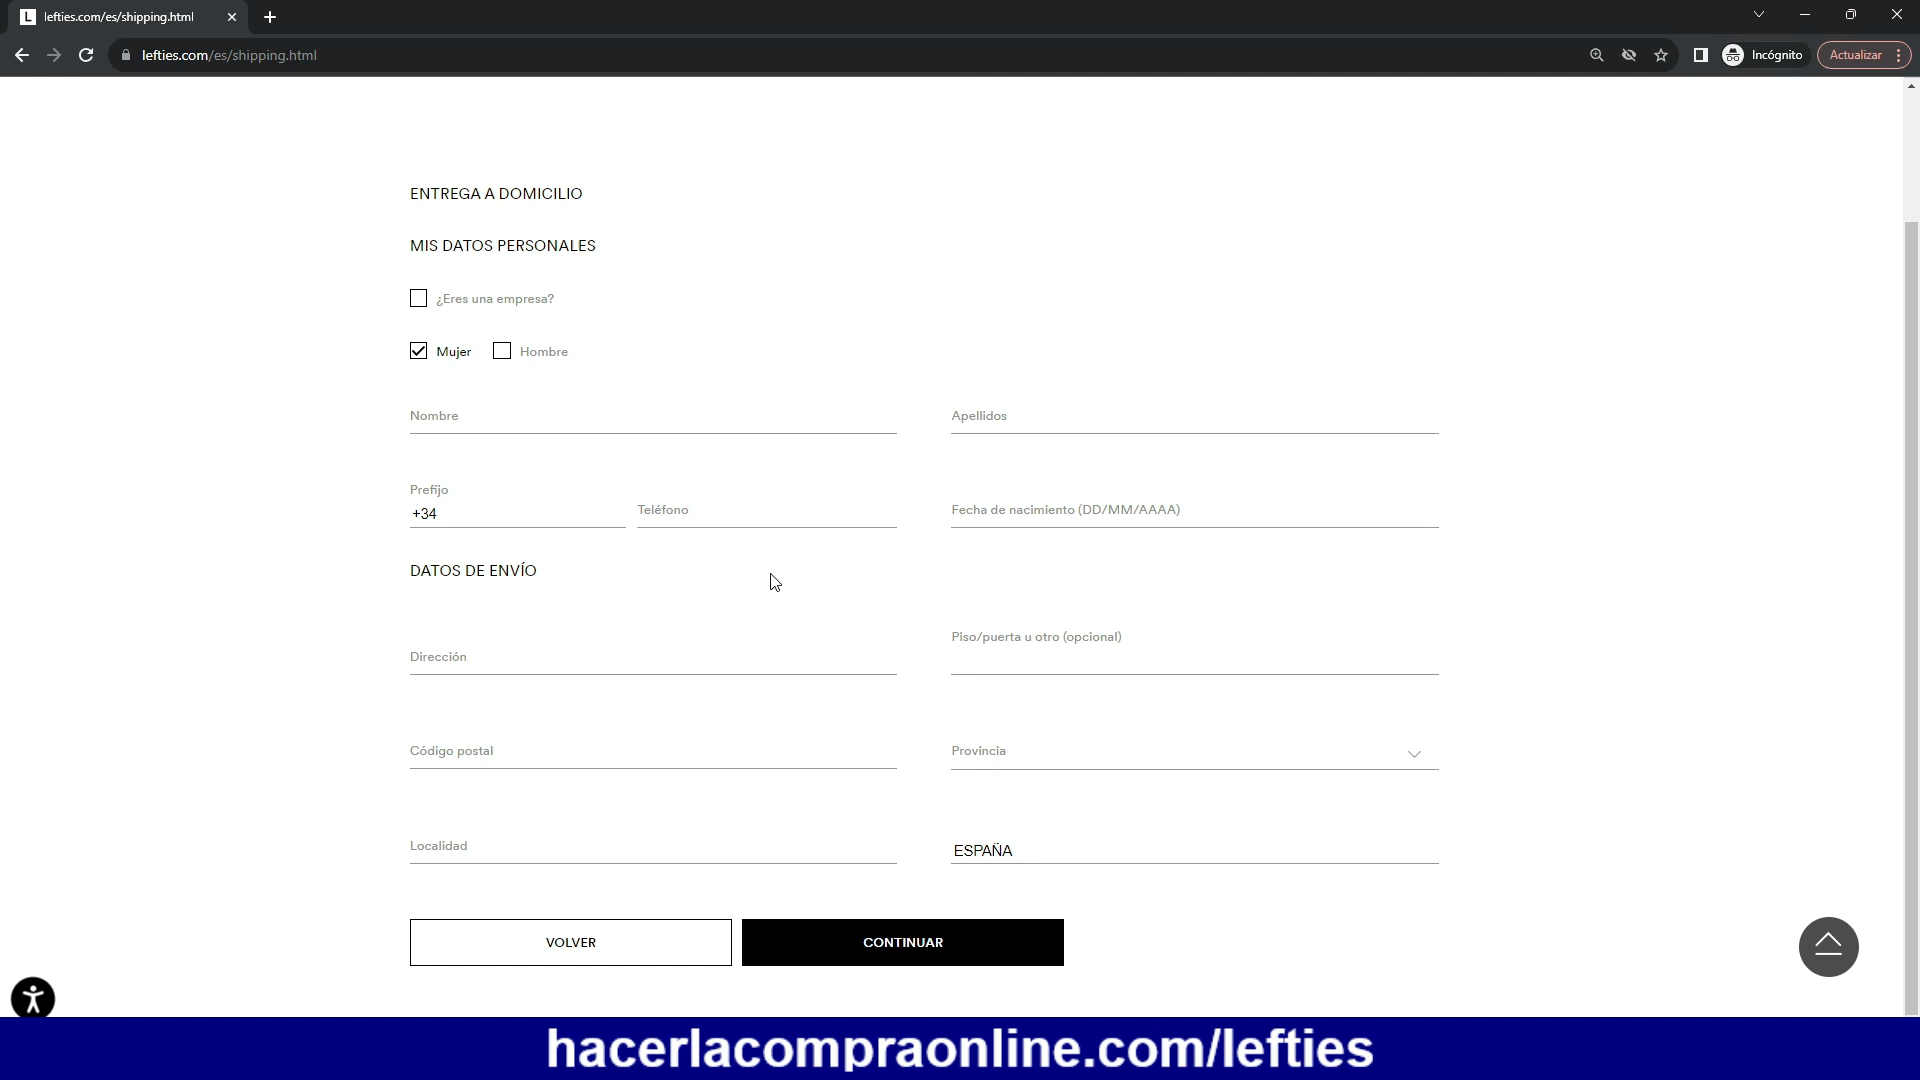 L lefties.com/es/shipping.html
lefties.com/es/shipping.html
Incógnito
Actualizar
ENTREGA A DOMICILIO
MIS DATOS PERSONALES
¿Eres una empresa?
Mujer Hombre
Nombre Apellidos
Prefijo
+34 Teléfono Fecha de nacimiento (DD/MM/AAAA)
DATOS DE ENVÍO
Dirección Piso/puerta u otro (opcional)
Código postal Provincia
Localidad ESPAÑA
VOLVER CONTINUAR
hacerlacompraonline.com/lefties